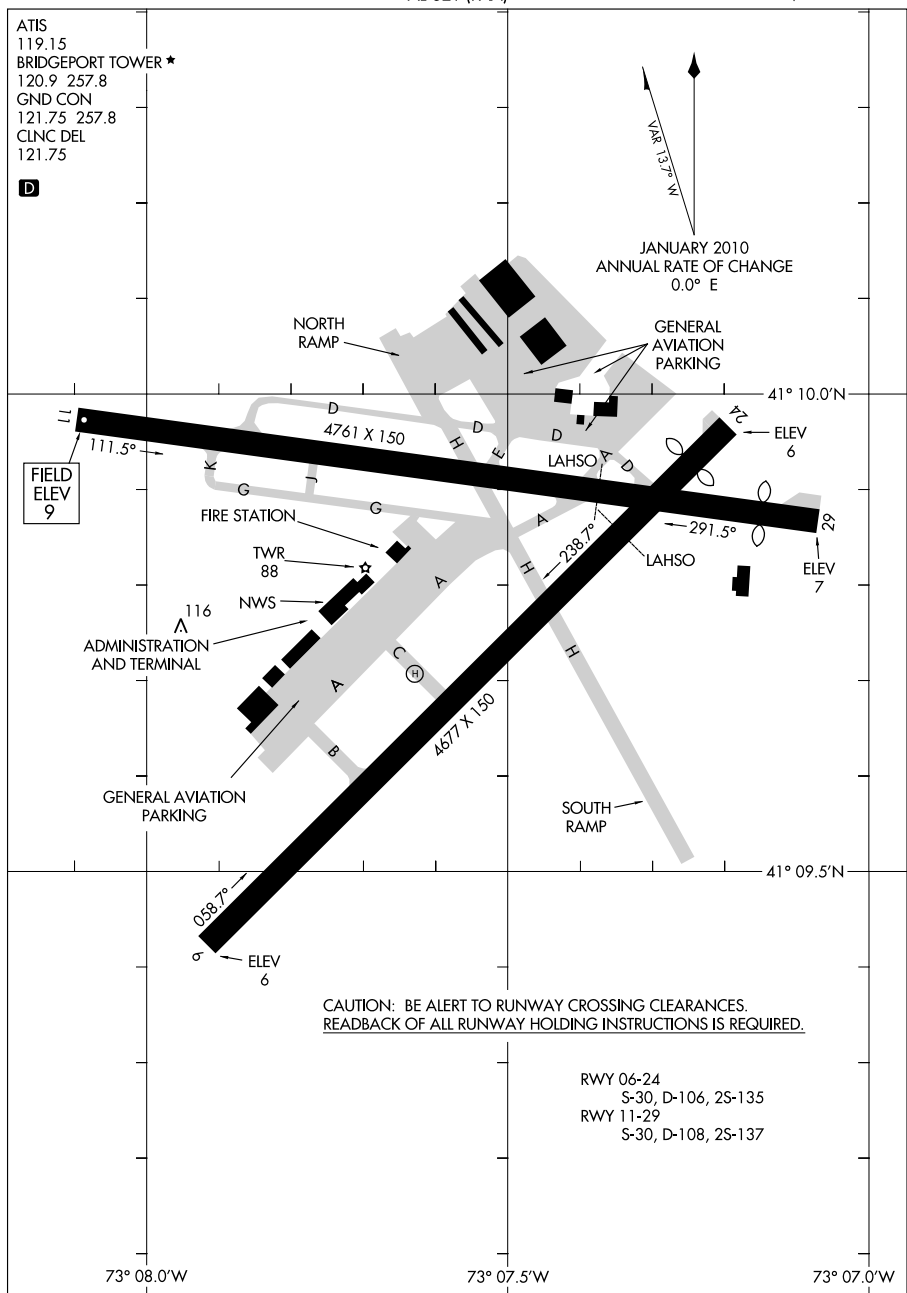 ATIS
119.15
BRIDGEPORT TOWER ★
120.9 257.8
GND CON
121.75 257.8
CLNC DEL
121.75
D
VAR 13.7° W
JANUARY 2010
ANNUAL RATE OF CHANGE
0.0° E
NORTH
RAMP
GENERAL
AVIATION
PARKING
41° 10.0'N
11
111.5°
4761 X 150
D
D
D
H
E
A
D
24
ELEV
6
FIELD
ELEV
9
K
G
J
G
LAHSO
FIRE STATION
A
238.7°
291.5°
29
ELEV
7
LAHSO
TWR
88
NWS
A
H
116
ADMINISTRATION
AND TERMINAL
C
H
H
A
B
4677 X 150
GENERAL AVIATION
PARKING
SOUTH
RAMP
41° 09.5'N
058.7°
6
ELEV
6
CAUTION: BE ALERT TO RUNWAY CROSSING CLEARANCES.
READBACK OF ALL RUNWAY HOLDING INSTRUCTIONS IS REQUIRED.
RWY 06-24
S-30, D-106, 2S-135
RWY 11-29
S-30, D-108, 2S-137
73° 08.0'W
73° 07.5'W
73° 07.0'W